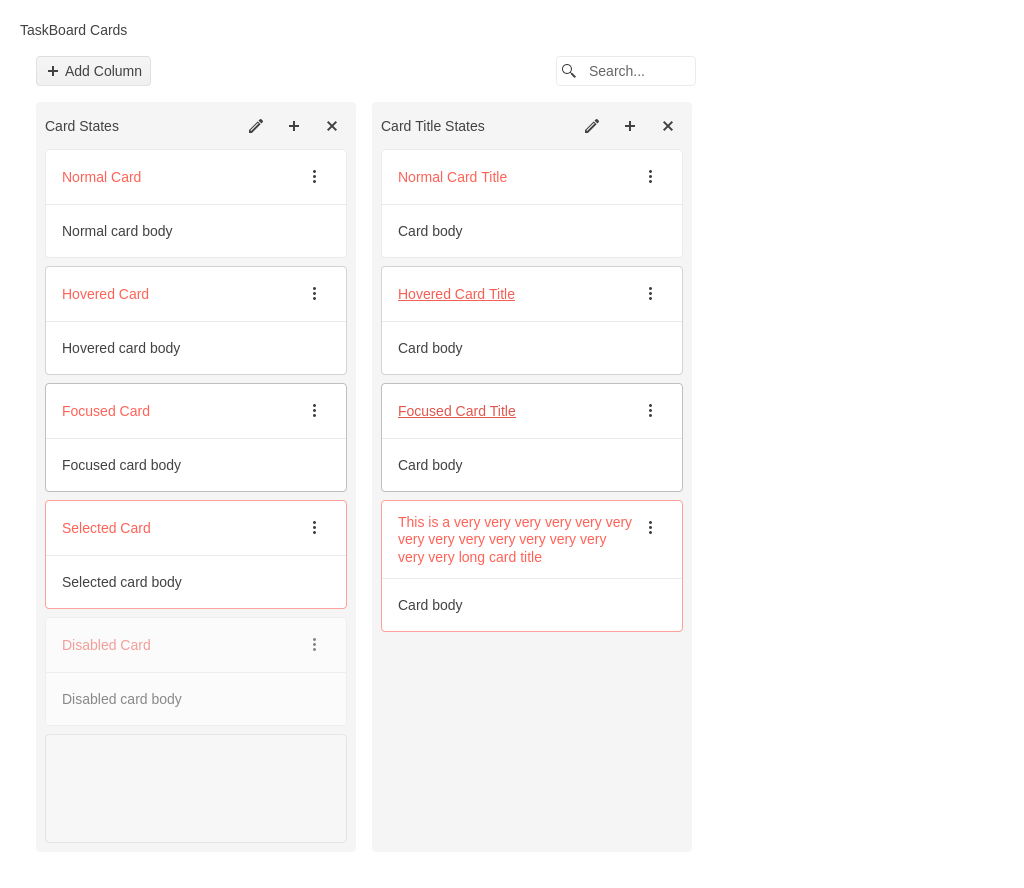 TaskBoard Cards
Add Column
Search...
Card States
Normal Card
Normal card body
Hovered Card
Hovered card body
Focused Card
Focused card body
Selected Card
Selected card body
Disabled Card
Disabled card body
Card Title States
Normal Card Title
Card body
Hovered Card Title
Card body
Focused Card Title
Card body
This is a very very very very very very
very very very very very very very
very very long card title
Card body